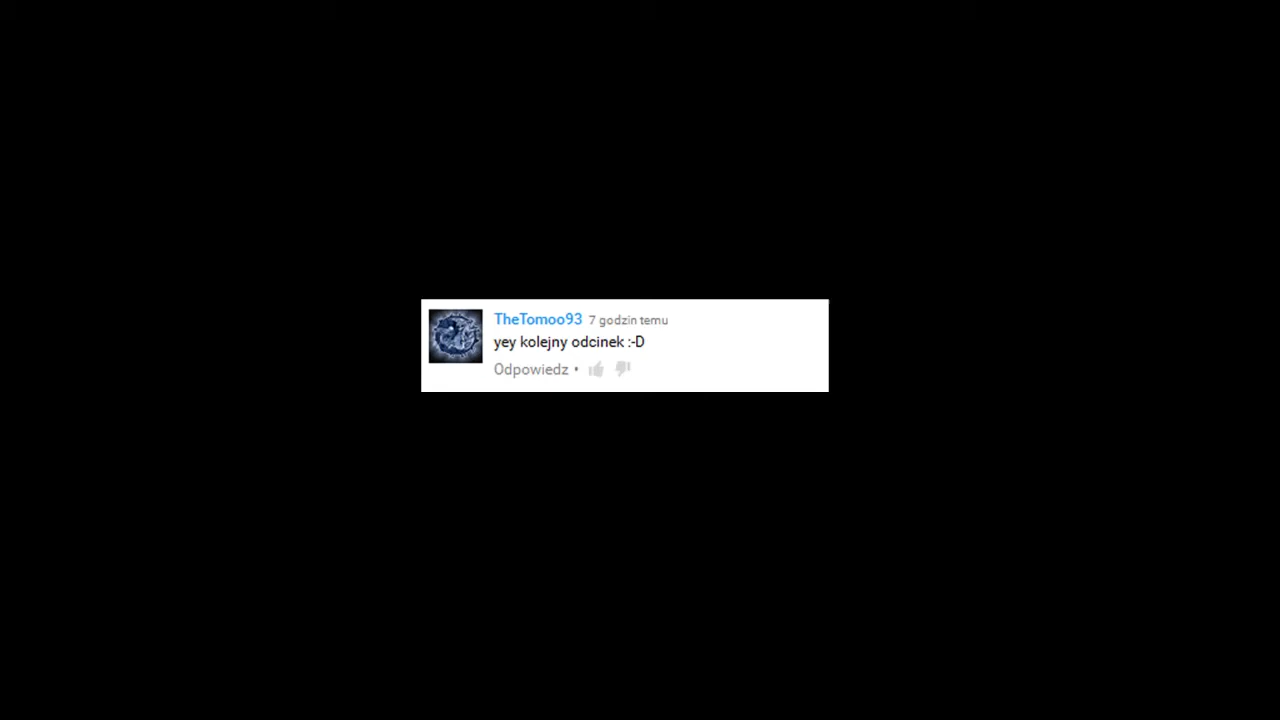 TheTomoo93 7 godzin temu
yey kolejny odcinek :-D
Odpowiedz •